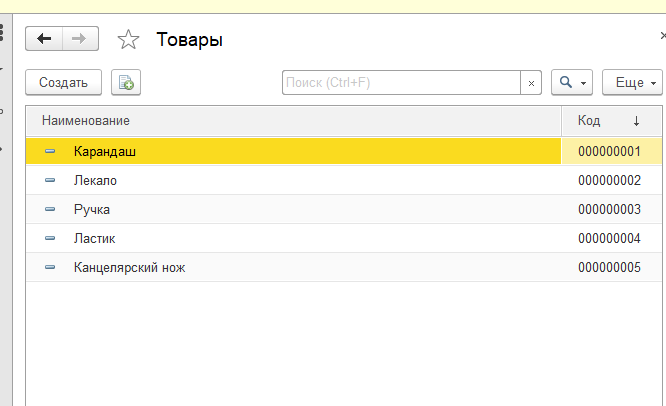 Товары
Создать Поиск (Ctrl+F) × Еще
Наименование Код ↓
Карандаш 000000001
Лекало 000000002
Ручка 000000003
Ластик 000000004
Канцелярский нож 000000005